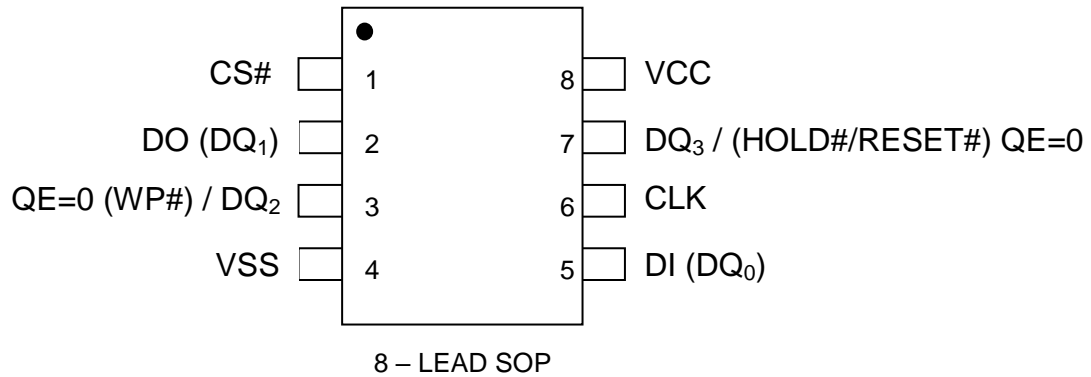 CS# 1 8 VCC
DO (DQ₁) 2 7 DQ₃ / (HOLD#/RESET#) QE=0
QE=0 (WP#) / DQ₂ 3 6 CLK
VSS 4 5 DI (DQ₀)
8 – LEAD SOP